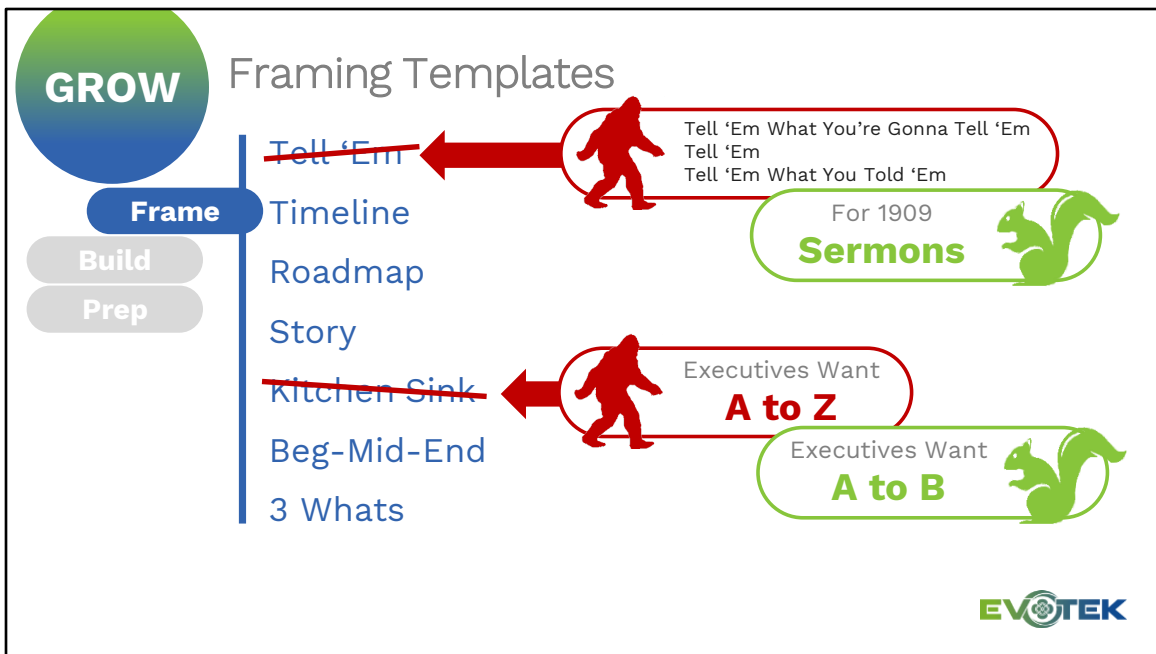 GROW
Framing Templates
Tell ‘Em
Timeline
Roadmap
Story
Kitchen Sink
Beg-Mid-End
3 Whats
Frame
Build
Prep
Tell ‘Em What You’re Gonna Tell ‘Em
Tell ‘Em
Tell ‘Em What You Told ‘Em
For 1909
Sermons
Executives Want
A to Z
Executives Want
A to B
EVOTEK